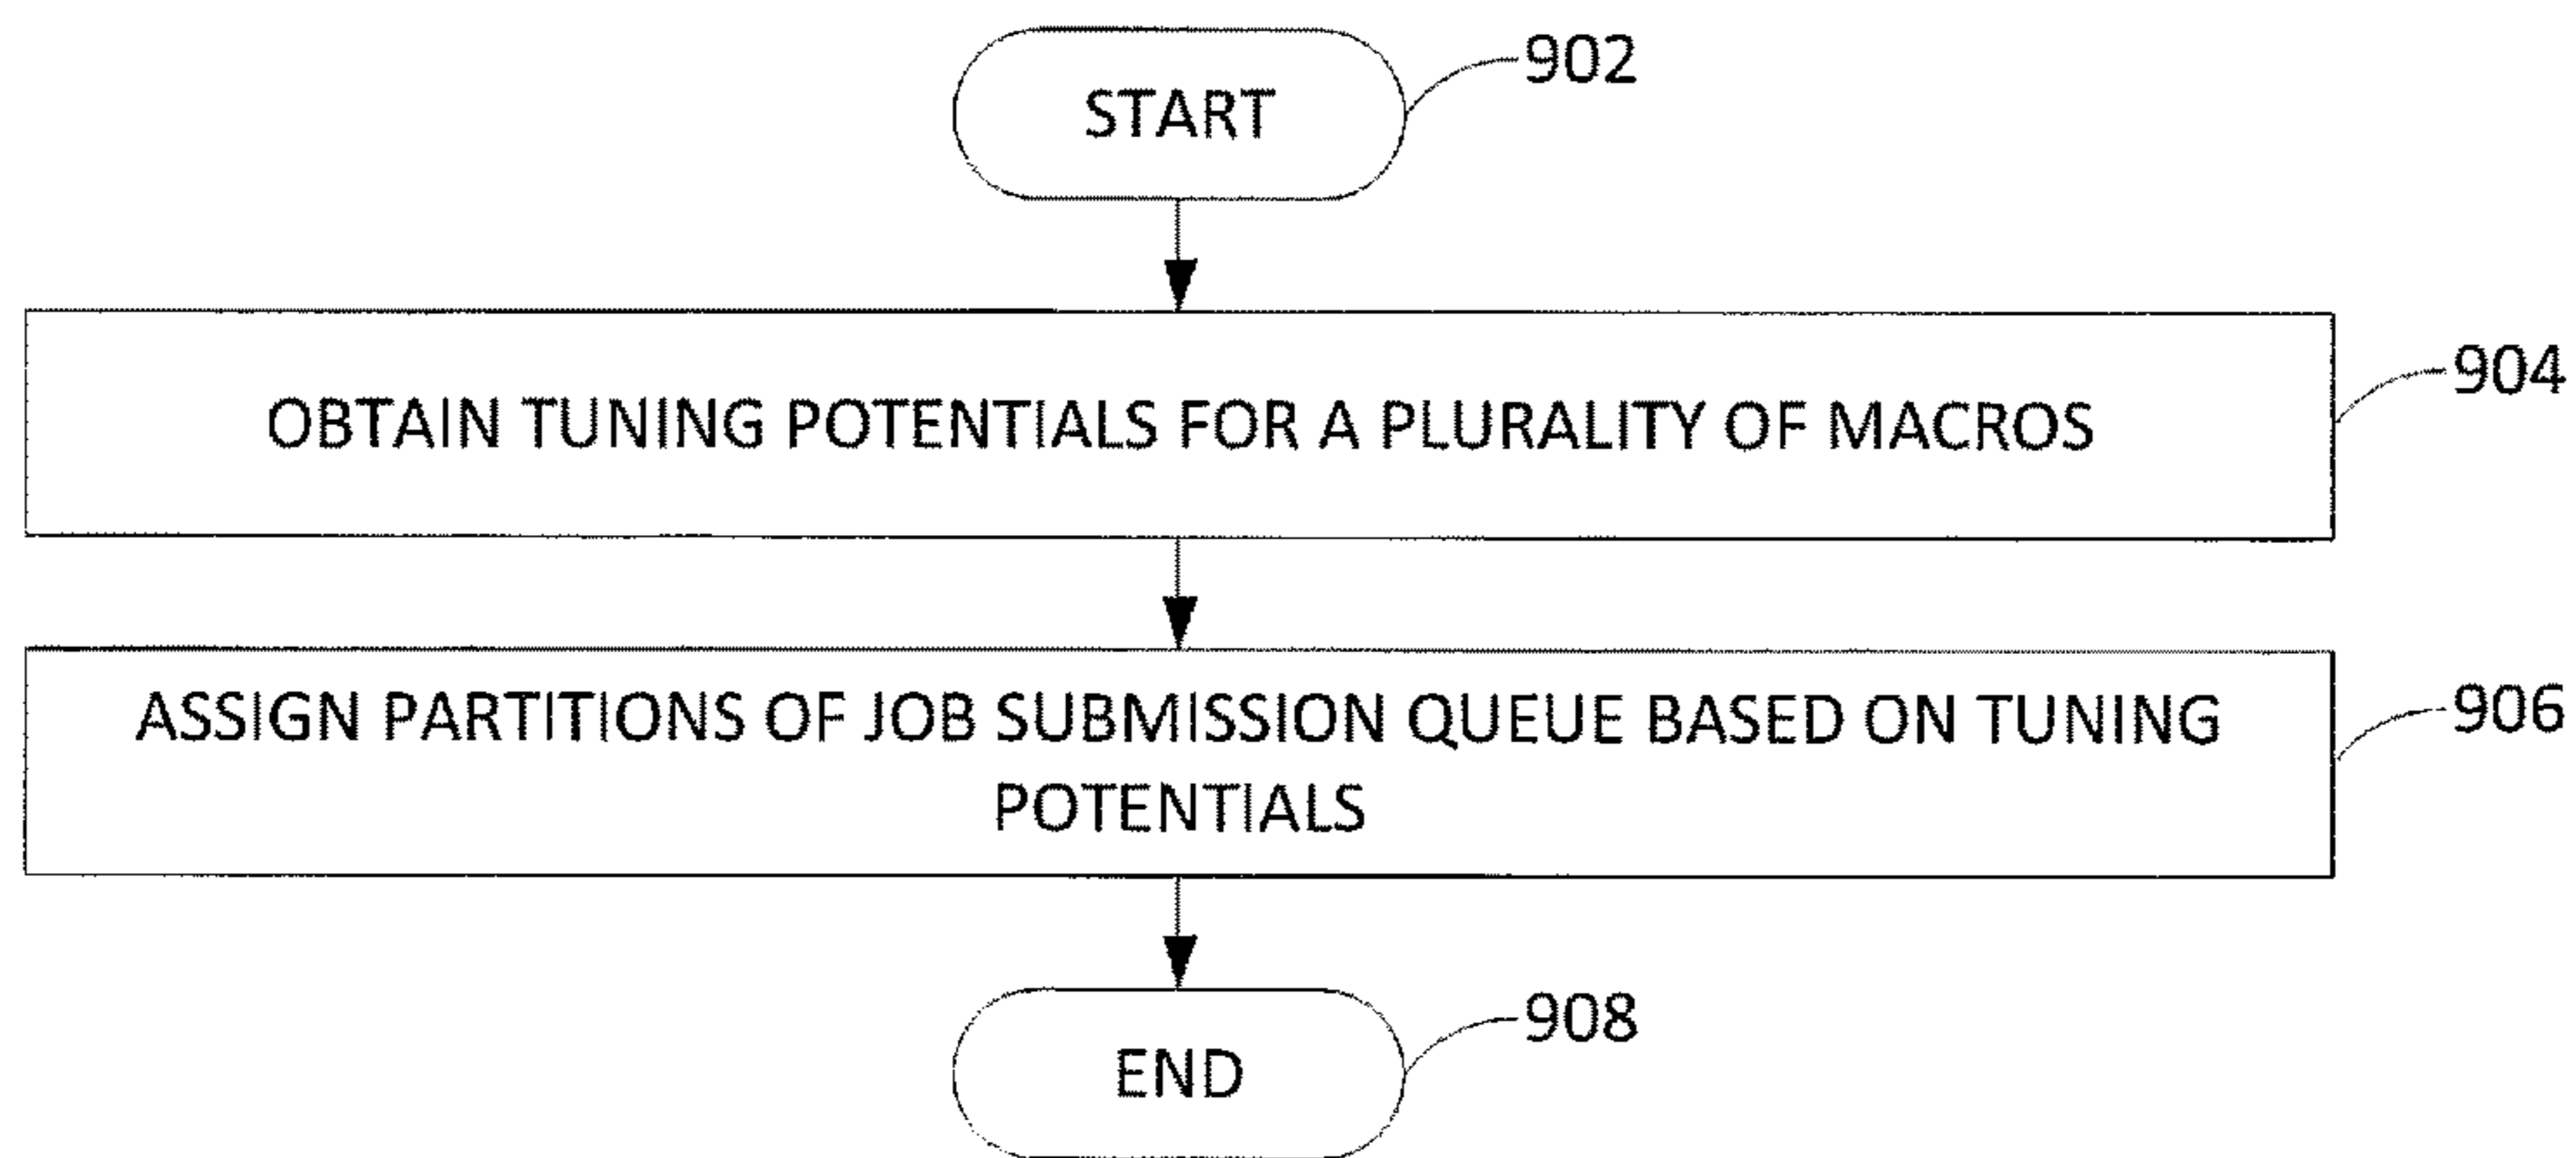 START
902
OBTAIN TUNING POTENTIALS FOR A PLURALITY OF MACROS
904
ASSIGN PARTITIONS OF JOB SUBMISSION QUEUE BASED ON TUNING
POTENTIALS
906
END
908